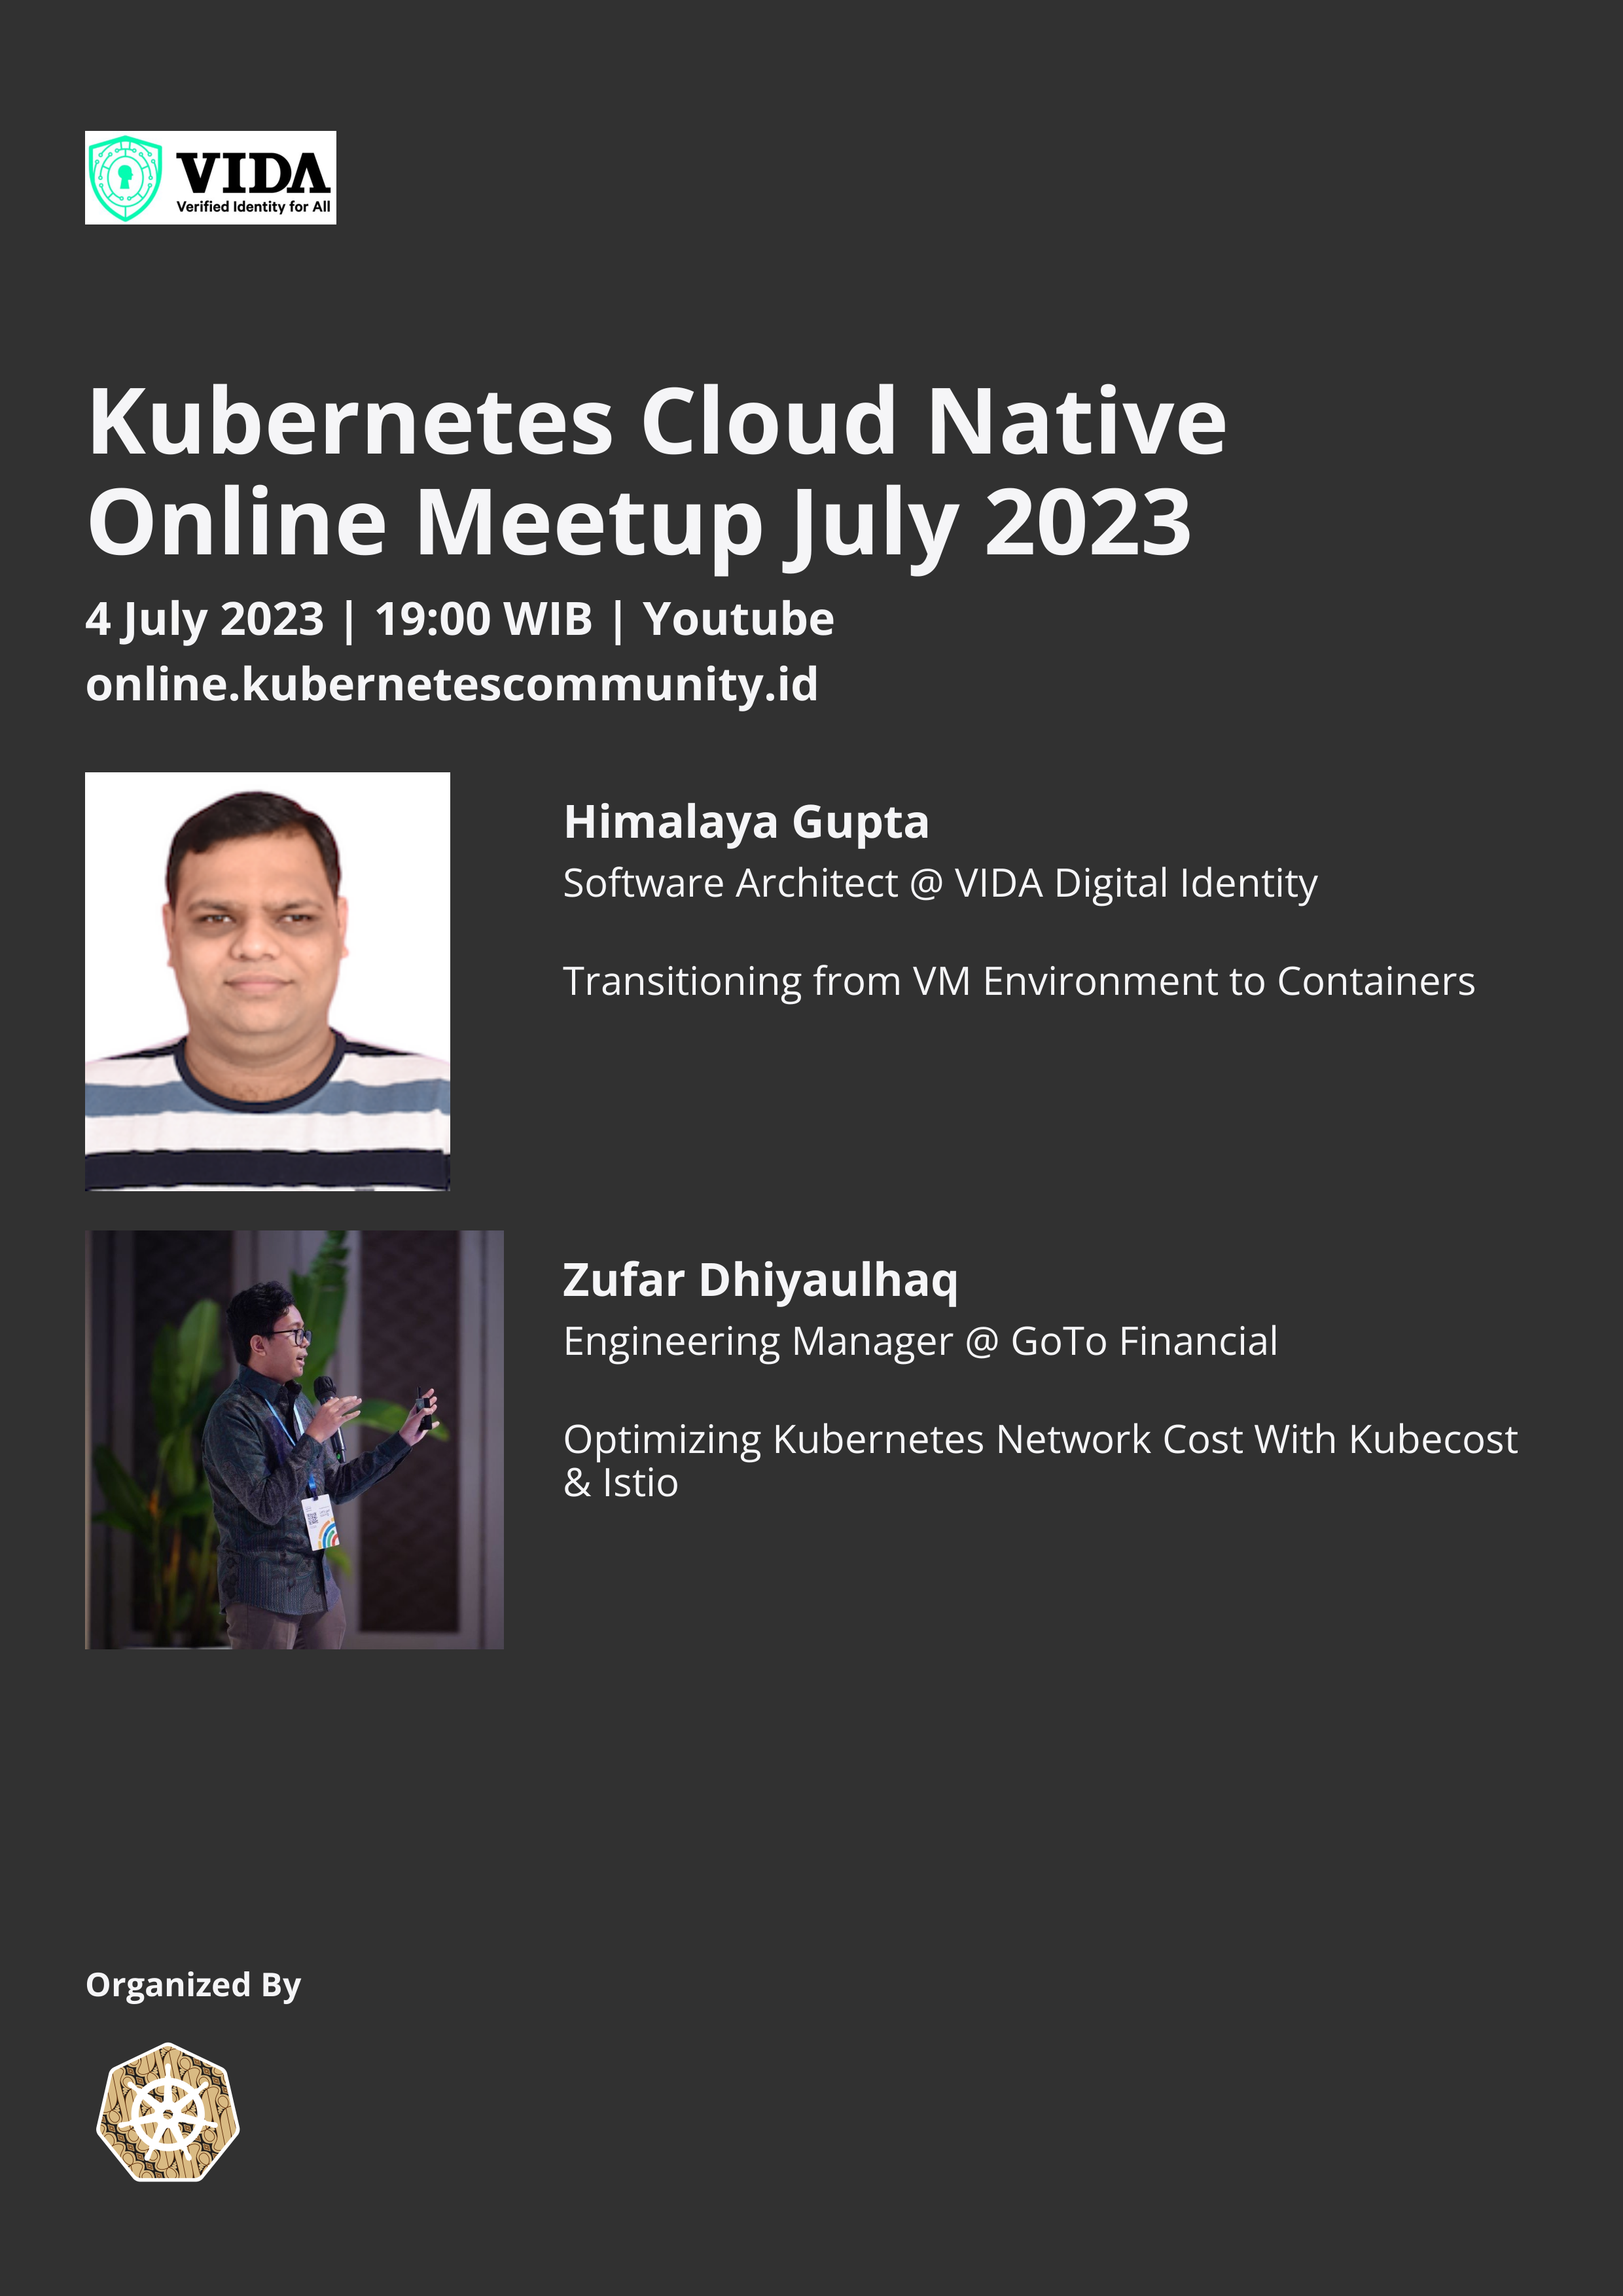 VIDA
Verified Identity for All
Kubernetes Cloud Native
Online Meetup July 2023
4 July 2023 | 19:00 WIB | Youtube
online.kubernetescommunity.id
Himalaya Gupta
Software Architect @ VIDA Digital Identity
Transitioning from VM Environment to Containers
Zufar Dhiyaulhaq
Engineering Manager @ GoTo Financial
Optimizing Kubernetes Network Cost With Kubecost
& Istio
Organized By